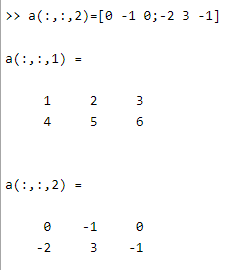 >> a(:,:,2)=[0 -1 0;-2 3 -1]
a(:,:,1) =
1 2 3
4 5 6
a(:,:,2) =
0 -1 0
-2 3 -1